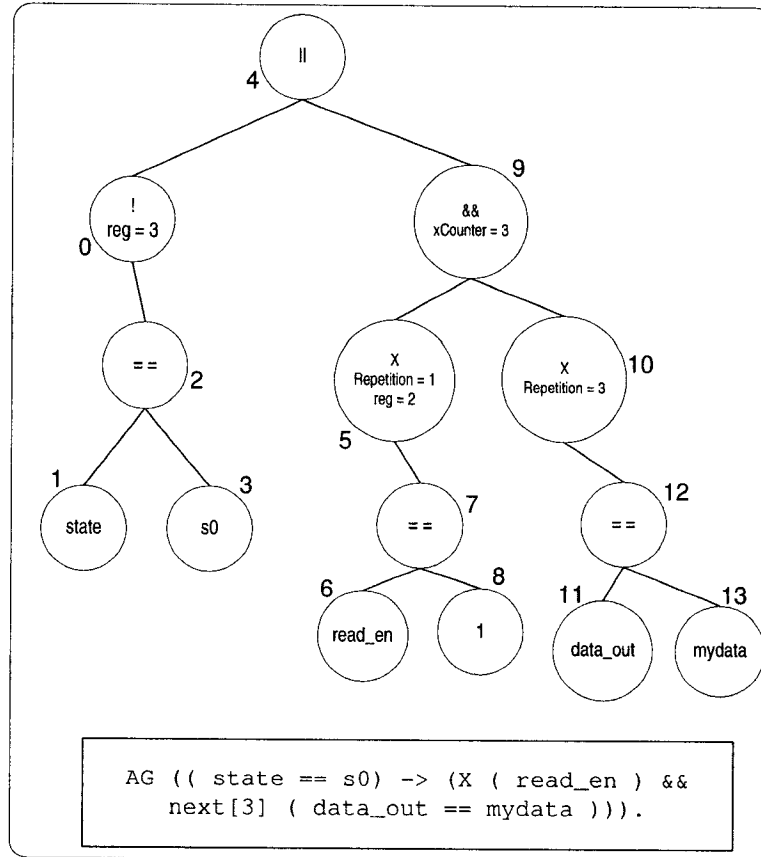 ||
4
9
!
reg = 3
0
&&
xCounter = 3
= =
2
X
Repetition = 1
reg = 2
5
X
Repetition = 3
10
1
state
3
s0
7
= =
12
= =
6
read_en
8
1
11
data_out
13
mydata
AG (( state == s0) -> (X ( read_en ) &&
next[3] ( data_out == mydata ))).